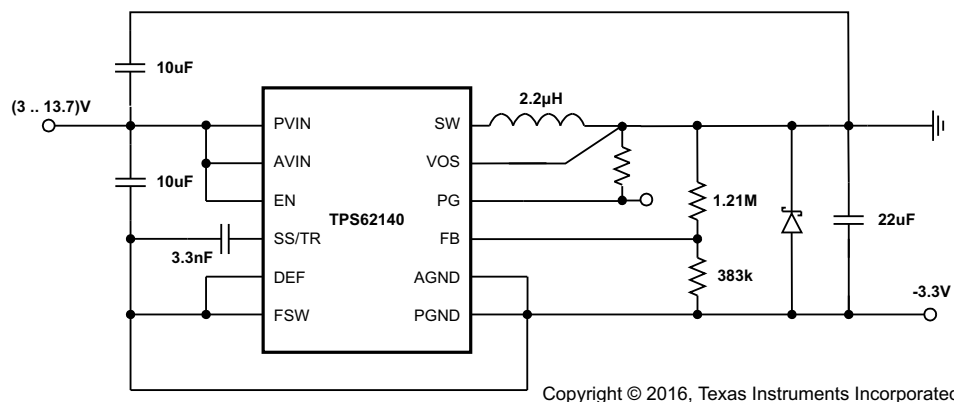 10uF
2.2µH
(3 .. 13.7)V
PVIN
SW
AVIN
VOS
10uF
EN
PG
1.21M
TPS62140
22uF
SS/TR
FB
3.3nF
DEF
AGND
383k
-3.3V
FSW
PGND
Copyright © 2016, Texas Instruments Incorporated